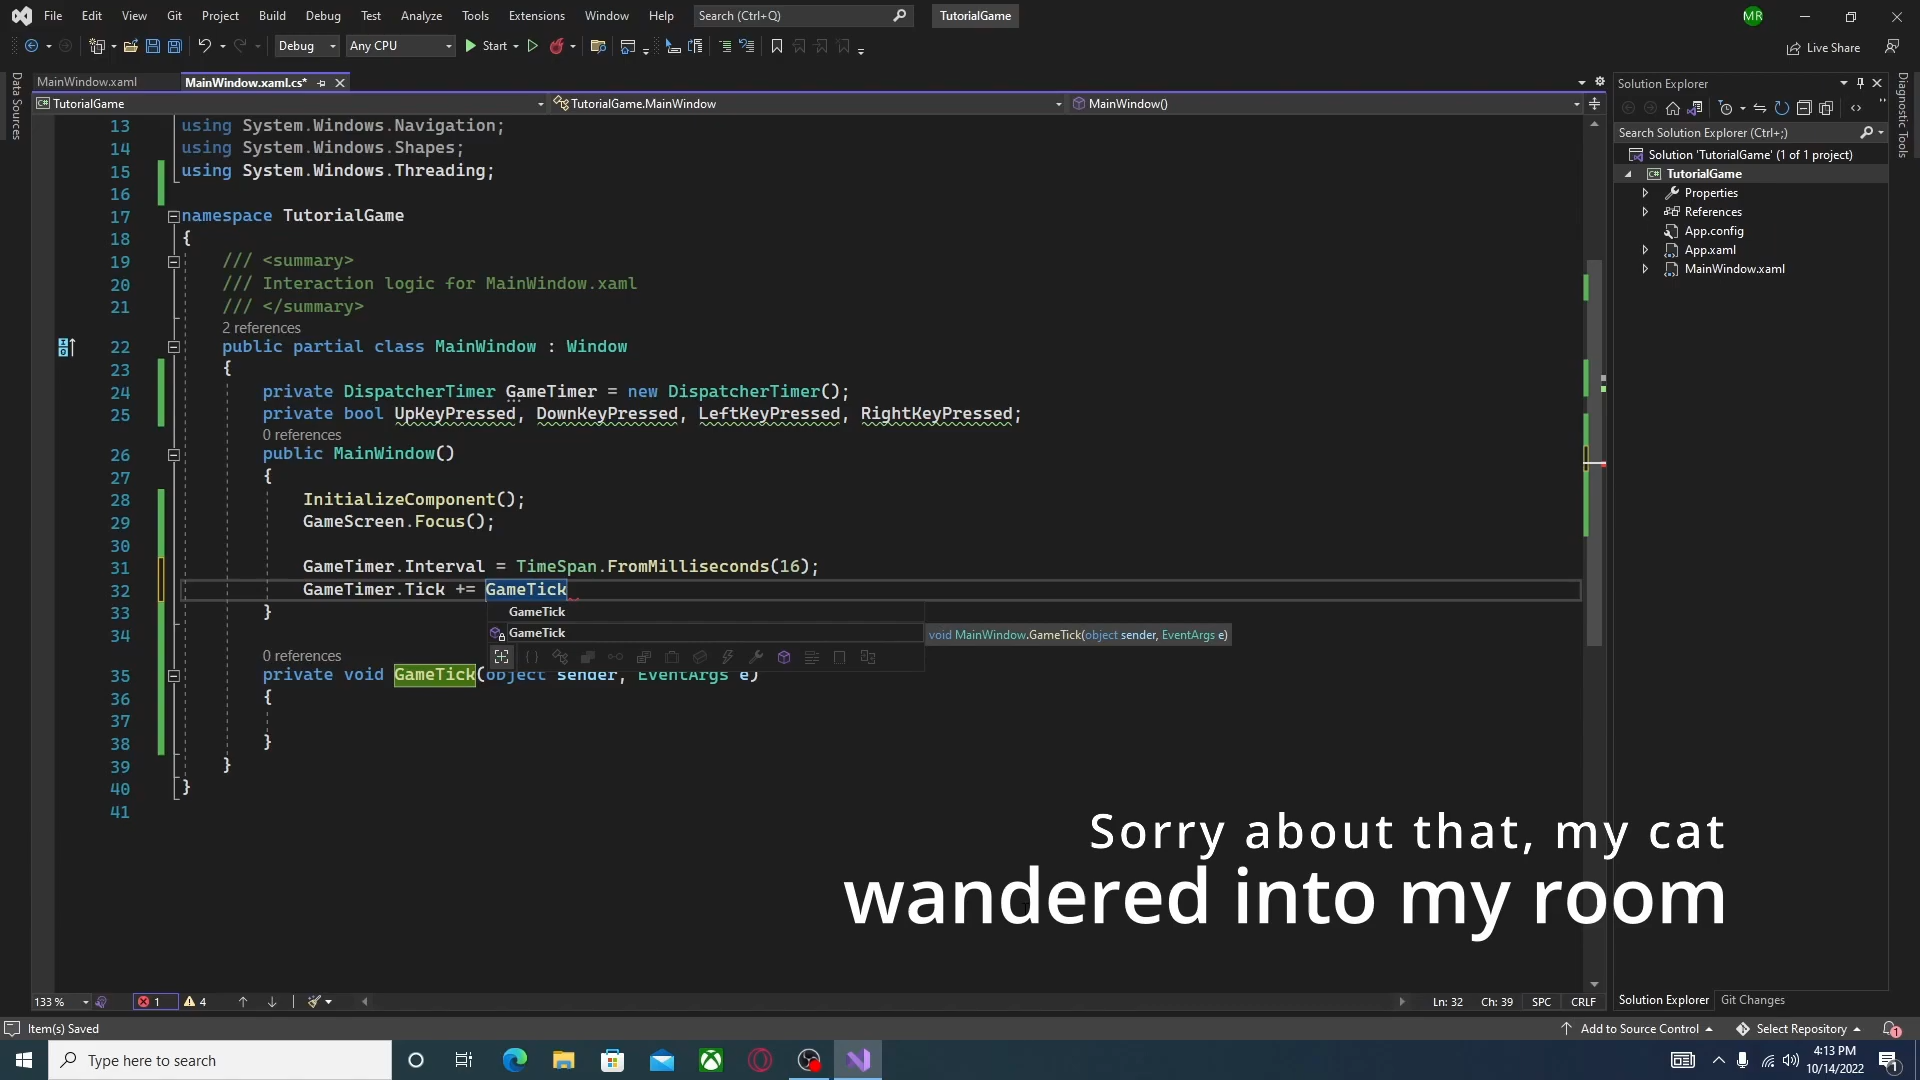 File Edit View Git Project Build Debug Test Analyze Tools Extensions Window Help Search (Ctrl+Q) TutorialGame MR
Debug Any CPU Start Live Share
MainWindow.xaml MainWindow.xaml.cs* Solution Explorer
TutorialGame TutorialGame.MainWindow MainWindow()
Data Sources
Diagnostic Tools
Search Solution Explorer (Ctrl+;)
Solution 'TutorialGame' (1 of 1 project)
TutorialGame
Properties
References
App.config
App.xaml
MainWindow.xaml
13 using System.Windows.Navigation;
14 using System.Windows.Shapes;
15 using System.Windows.Threading;
16
17 namespace TutorialGame
18 {
19 /// <summary>
20 /// Interaction logic for MainWindow.xaml
21 /// </summary>
2 references
22 public partial class MainWindow : Window
23 {
24 private DispatcherTimer GameTimer = new DispatcherTimer();
25 private bool UpKeyPressed, DownKeyPressed, LeftKeyPressed, RightKeyPressed;
0 references
26 public MainWindow()
27 {
28 InitializeComponent();
29 GameScreen.Focus();
30
31 GameTimer.Interval = TimeSpan.FromMilliseconds(16);
32 GameTimer.Tick += GameTick
33 }
GameTick
34
GameTick void MainWindow.GameTick(object sender, EventArgs e)
0 references
35 private void GameTick(object sender, EventArgs e)
36 {
37
38 }
39 }
40 }
41
Sorry about that, my cat
wandered into my room
133 % 1 4 Ln: 32 Ch: 39 SPC CRLF Solution Explorer Git Changes
Item(s) Saved Add to Source Control Select Repository 1
Type here to search 4:13 PM
10/14/2022 1